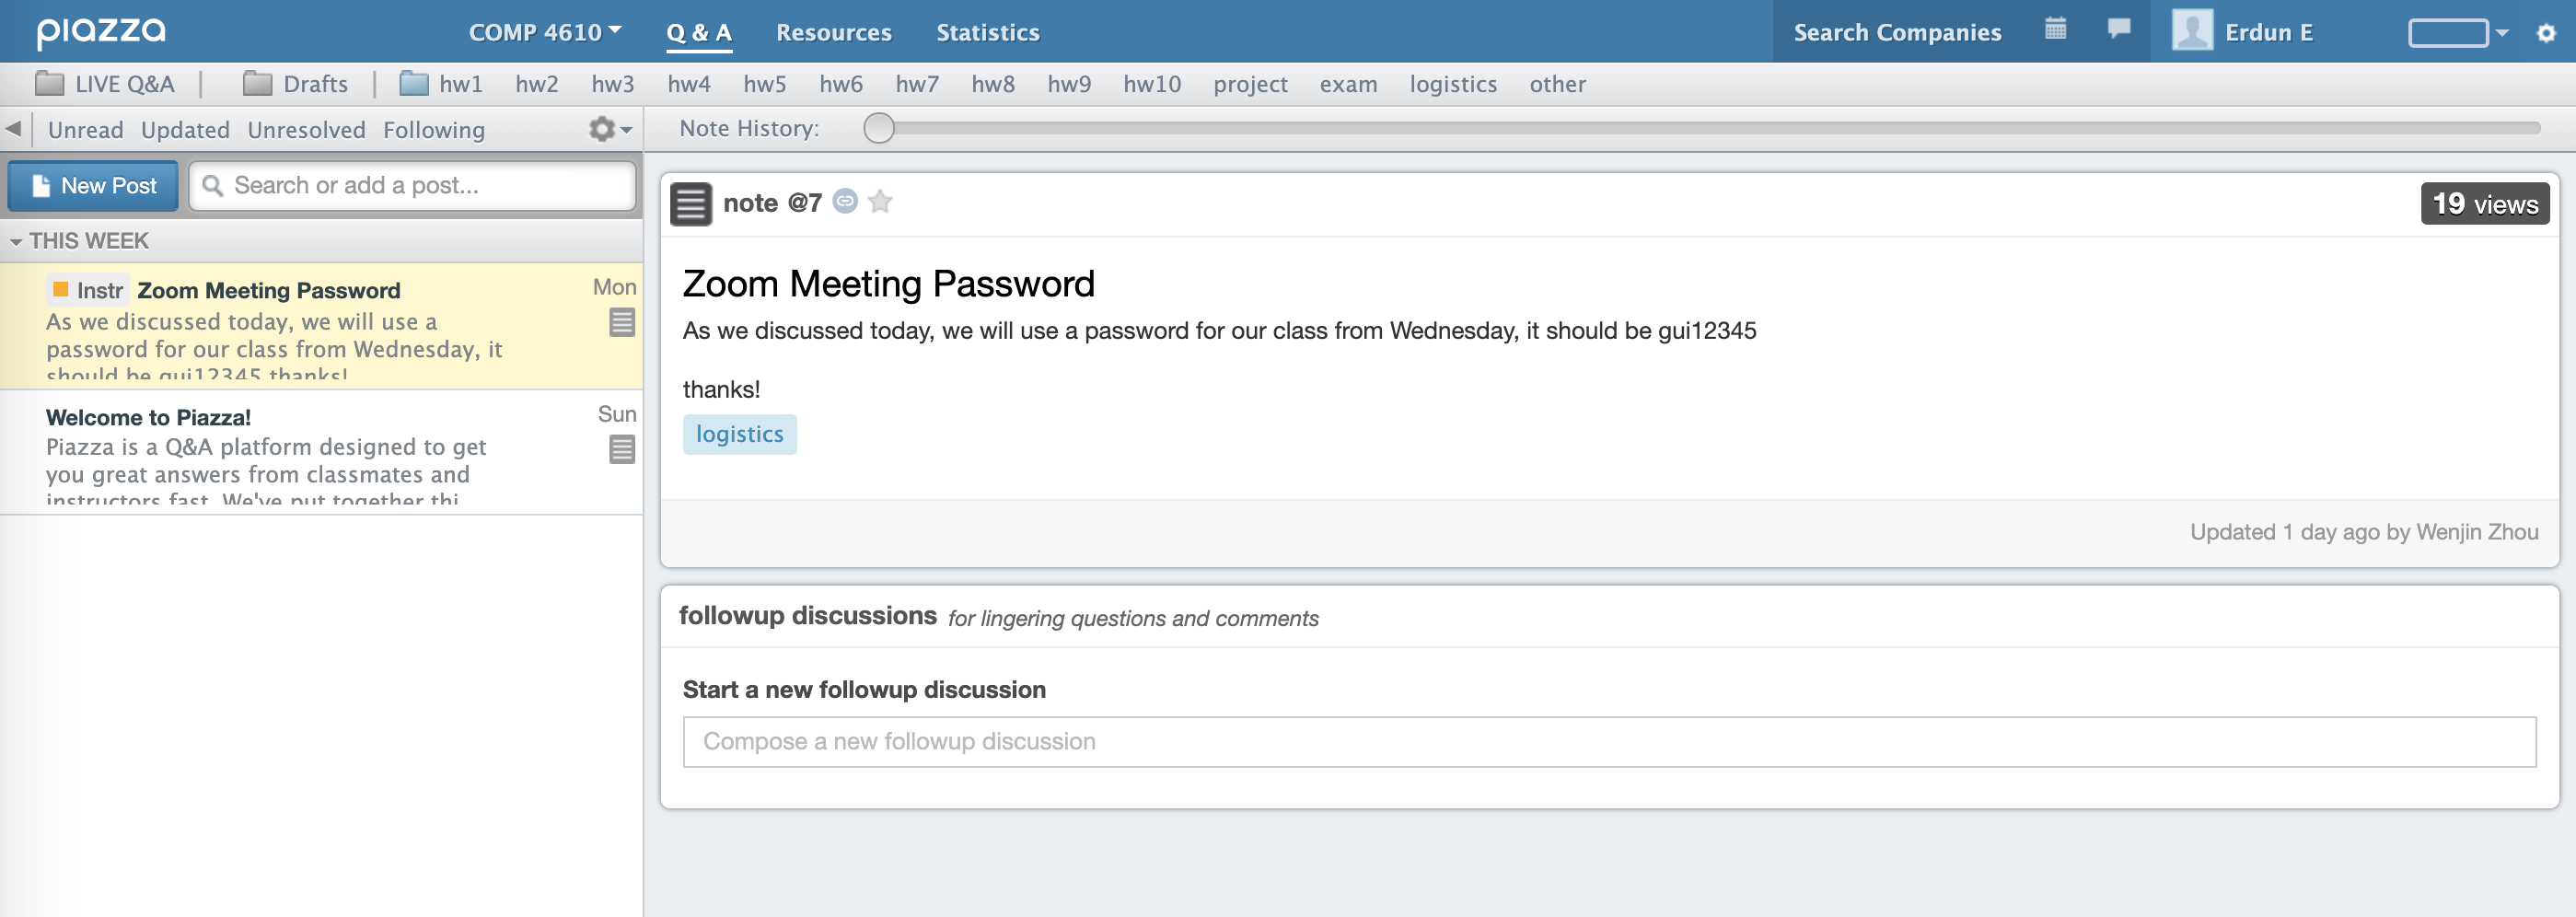 piazza
COMP 4610 Q & A Resources Statistics Search Companies Erdun E
LIVE Q&A Drafts hw1 hw2 hw3 hw4 hw5 hw6 hw7 hw8 hw9 hw10 project exam logistics other
Unread Updated Unresolved Following
Note History:
New Post Search or add a post...
THIS WEEK
Instr Zoom Meeting Password Mon
As we discussed today, we will use a
password for our class from Wednesday, it
should be gui12345 thanks!
Welcome to Piazza! Sun
Piazza is a Q&A platform designed to get
you great answers from classmates and
instructors fast. We've put together thi
note @7
19 views
Zoom Meeting Password
As we discussed today, we will use a password for our class from Wednesday, it should be gui12345
thanks!
logistics
Updated 1 day ago by Wenjin Zhou
followup discussions for lingering questions and comments
Start a new followup discussion
Compose a new followup discussion